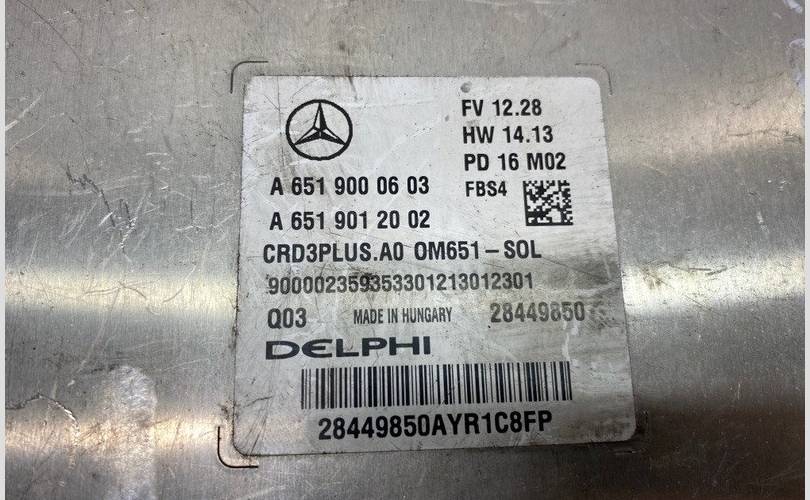 FV 12.28
HW 14.13
PD 16 M02
FBS4
A 651 900 06 03
A 651 901 20 02
CRD3PLUS.A0 OM651-SOL
900002359353301213012301
Q03 MADE IN HUNGARY 28449850
DELPHI
28449850AYR1C8FP